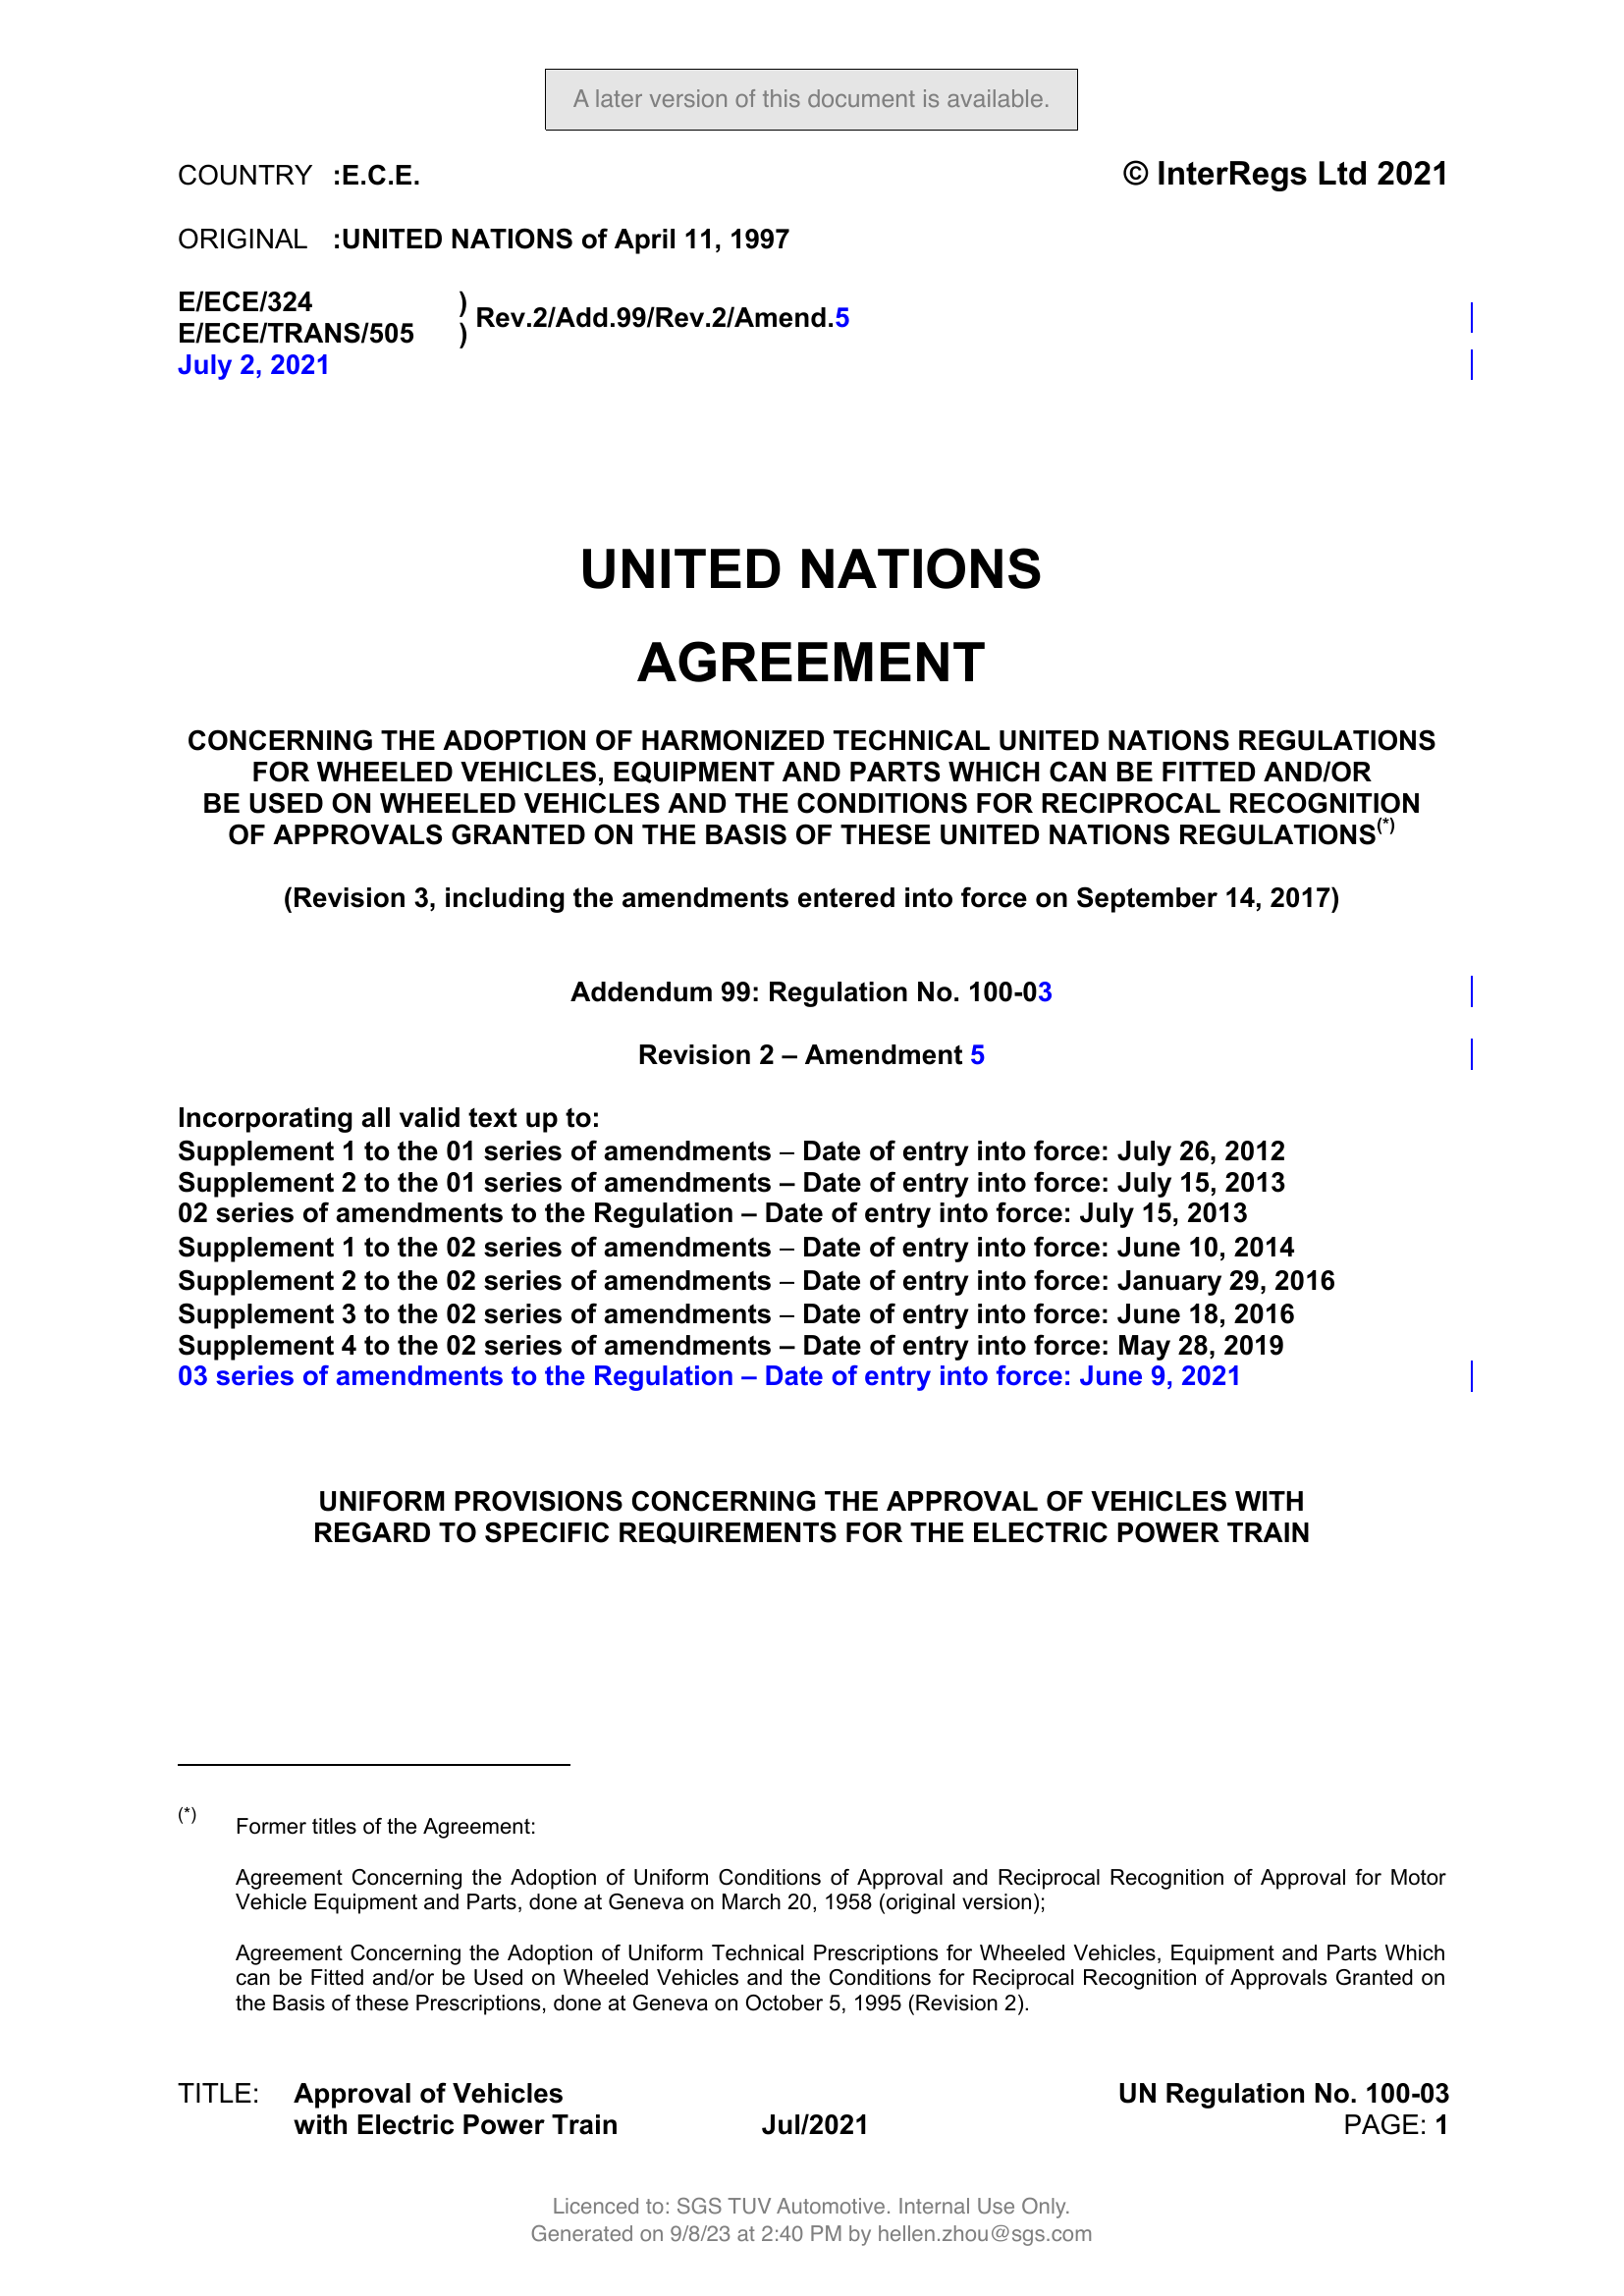 A later version of this document is available.
COUNTRY :E.C.E.
© InterRegs Ltd 2021
ORIGINAL :UNITED NATIONS of April 11, 1997
E/ECE/324 )
Rev.2/Add.99/Rev.2/Amend.5
E/ECE/TRANS/505 )
July 2, 2021
UNITED NATIONS
AGREEMENT
CONCERNING THE ADOPTION OF HARMONIZED TECHNICAL UNITED NATIONS REGULATIONS
FOR WHEELED VEHICLES, EQUIPMENT AND PARTS WHICH CAN BE FITTED AND/OR
BE USED ON WHEELED VEHICLES AND THE CONDITIONS FOR RECIPROCAL RECOGNITION
OF APPROVALS GRANTED ON THE BASIS OF THESE UNITED NATIONS REGULATIONS(*)
(Revision 3, including the amendments entered into force on September 14, 2017)
Addendum 99: Regulation No. 100-03
Revision 2 – Amendment 5
Incorporating all valid text up to:
Supplement 1 to the 01 series of amendments – Date of entry into force: July 26, 2012
Supplement 2 to the 01 series of amendments – Date of entry into force: July 15, 2013
02 series of amendments to the Regulation – Date of entry into force: July 15, 2013
Supplement 1 to the 02 series of amendments – Date of entry into force: June 10, 2014
Supplement 2 to the 02 series of amendments – Date of entry into force: January 29, 2016
Supplement 3 to the 02 series of amendments – Date of entry into force: June 18, 2016
Supplement 4 to the 02 series of amendments – Date of entry into force: May 28, 2019
03 series of amendments to the Regulation – Date of entry into force: June 9, 2021
UNIFORM PROVISIONS CONCERNING THE APPROVAL OF VEHICLES WITH
REGARD TO SPECIFIC REQUIREMENTS FOR THE ELECTRIC POWER TRAIN
(*) Former titles of the Agreement:
Agreement Concerning the Adoption of Uniform Conditions of Approval and Reciprocal Recognition of Approval for Motor
Vehicle Equipment and Parts, done at Geneva on March 20, 1958 (original version);
Agreement Concerning the Adoption of Uniform Technical Prescriptions for Wheeled Vehicles, Equipment and Parts Which
can be Fitted and/or be Used on Wheeled Vehicles and the Conditions for Reciprocal Recognition of Approvals Granted on
the Basis of these Prescriptions, done at Geneva on October 5, 1995 (Revision 2).
TITLE: Approval of Vehicles
UN Regulation No. 100-03
with Electric Power Train
Jul/2021
PAGE: 1
Licenced to: SGS TUV Automotive. Internal Use Only.
Generated on 9/8/23 at 2:40 PM by hellen.zhou@sgs.com